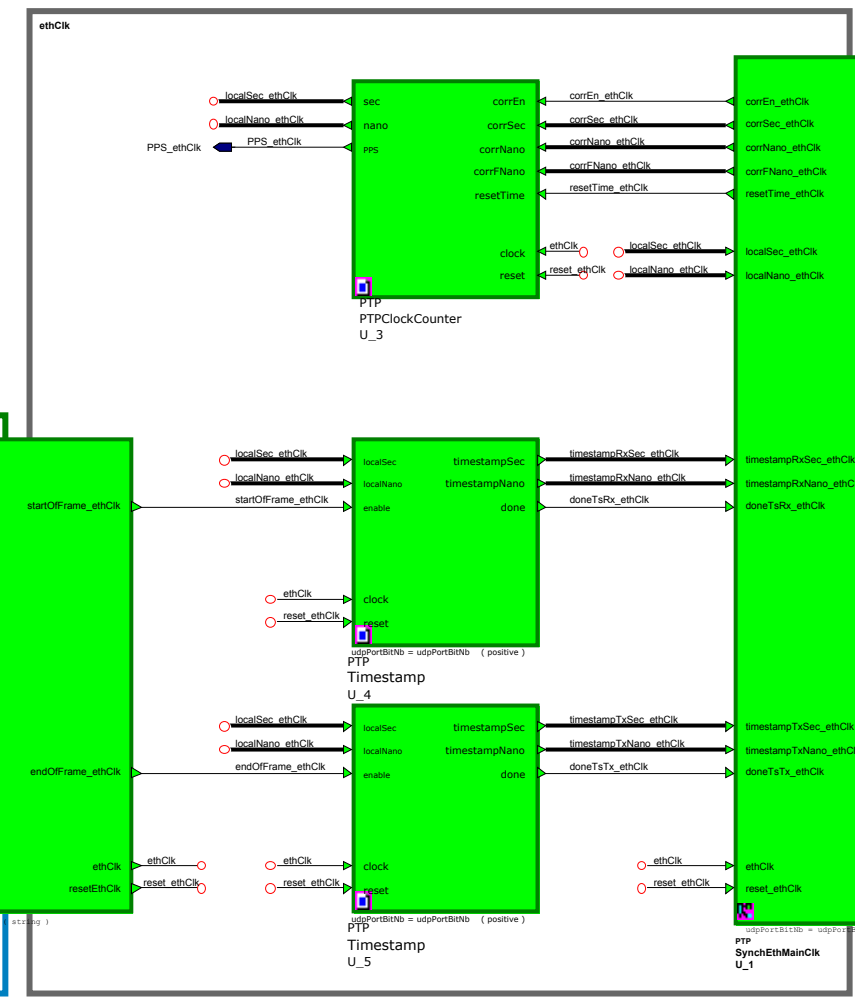 ethClk
localSec_ethClk
sec
corrEn
corrEn_ethClk
corrEn_ethClk
localNano_ethClk
nano
corrSec
corrSec_ethClk
corrSec_ethClk
PPS_ethClk
PPS_ethClk
PPS
corrNano
corrNano_ethClk
corrNano_ethClk
corrFNano
corrFNano_ethClk
corrFNano_ethClk
resetTime
resetTime_ethClk
resetTime_ethClk
clock
ethClk
localSec_ethClk
localSec_ethClk
reset
reset_ethClk
localNano_ethClk
localNano_ethClk
PTP
PTPClockCounter
U_3
localSec_ethClk
localSec
timestampSec
timestampRxSec_ethClk
timestampRxSec_ethClk
localNano_ethClk
localNano
timestampNano
timestampRxNano_ethClk
timestampRxNano_ethC
startOfFrame_ethClk
startOfFrame_ethClk
enable
done
doneTsRx_ethClk
doneTsRx_ethClk
ethClk
clock
reset_ethClk
reset
udpPortBitNb = udpPortBitNb ( positive )
PTP
Timestamp
U_4
localSec_ethClk
localSec
timestampSec
timestampTxSec_ethClk
timestampTxSec_ethClk
localNano_ethClk
localNano
timestampNano
timestampTxNano_ethClk
timestampTxNano_ethC
endOfFrame_ethClk
endOfFrame_ethClk
enable
done
doneTsTx_ethClk
doneTsTx_ethClk
ethClk
ethClk
ethClk
clock
ethClk
ethClk
resetEthClk
reset_ethClk
reset_ethClk
reset
reset_ethClk
reset_ethClk
( string )
udpPortBitNb = udpPortBitNb ( positive )
PTP
Timestamp
U_5
udpPortBitNb = udpPort
PTP
SynchEthMainClk
U_1